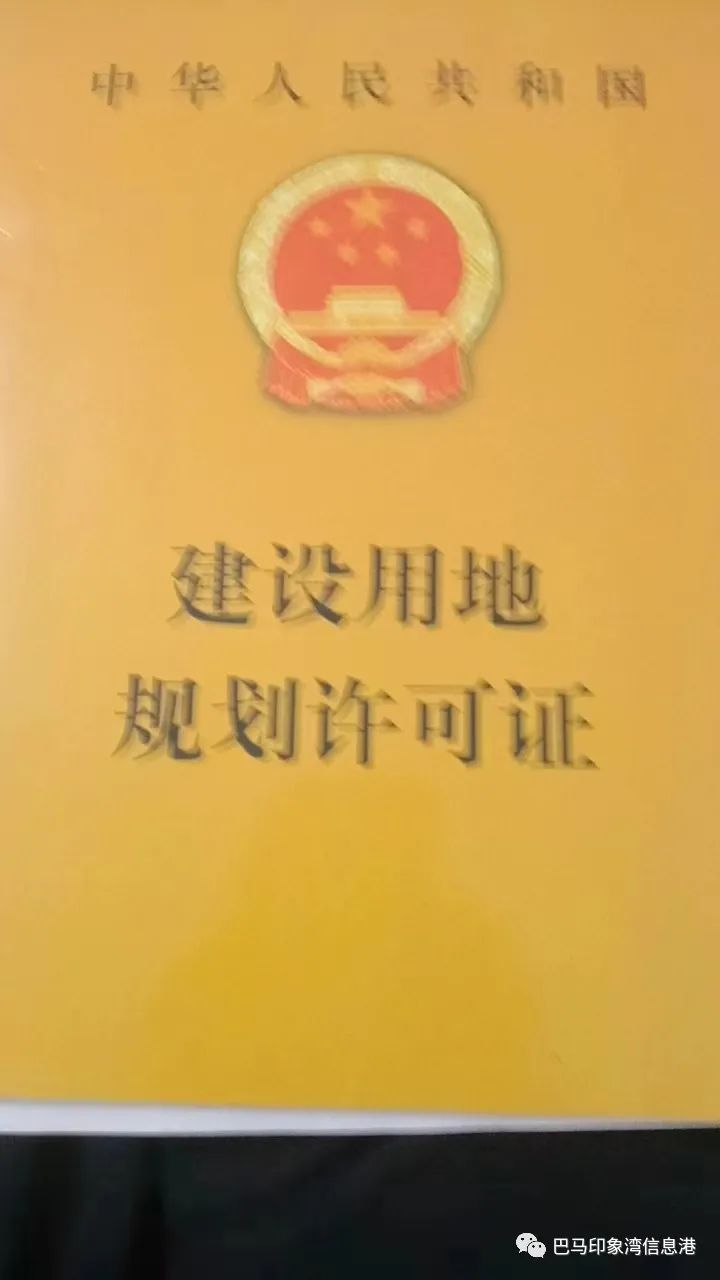 中华人民共和国
建设用地
规划许可证
巴马印象湾信息港